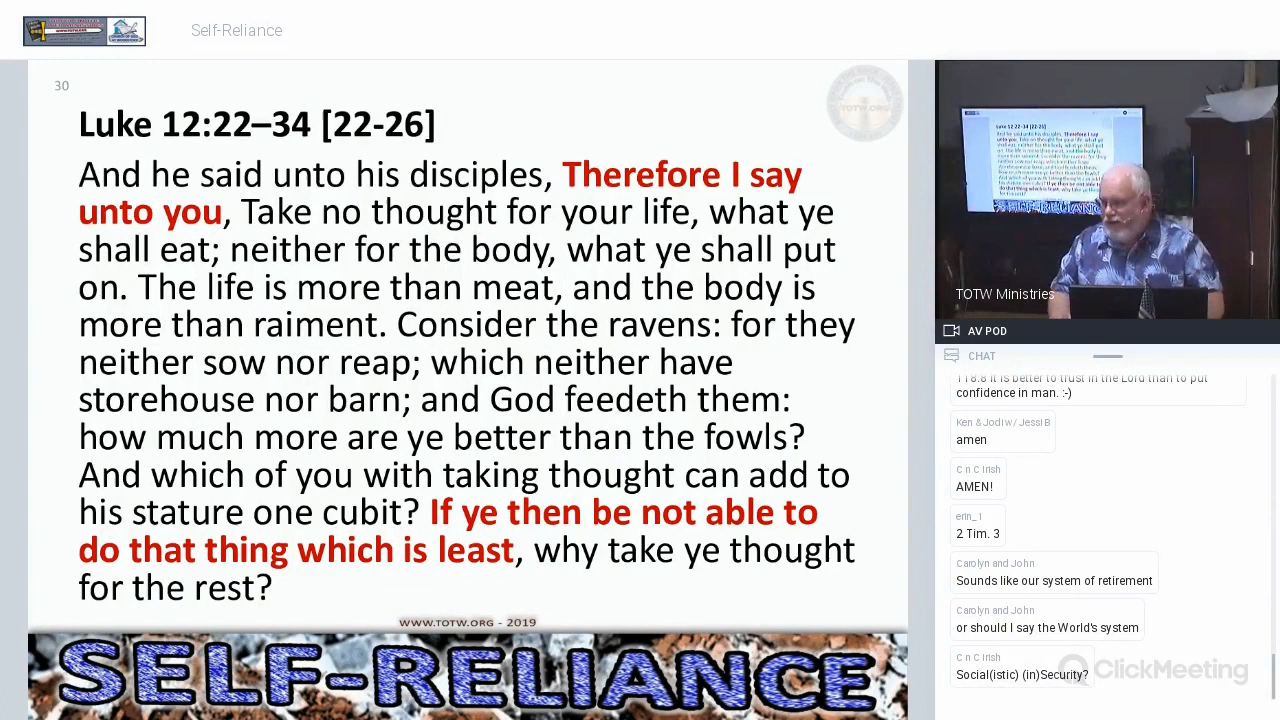 Self-Reliance
30
Luke 12:22–34 [22-26]
And he said unto his disciples, Therefore I say
unto you, Take no thought for your life, what ye
shall eat; neither for the body, what ye shall put
on. The life is more than meat, and the body is
more than raiment. Consider the ravens: for they
neither sow nor reap; which neither have
storehouse nor barn; and God feedeth them:
how much more are ye better than the fowls?
And which of you with taking thought can add to
his stature one cubit? If ye then be not able to
do that thing which is least, why take ye thought
for the rest?
WWW.TOTW.ORG - 2019
SELF-RELIANCE
TOTW.ORG
TOTW Ministries
AV POD
CHAT
118:8 It is better to trust in the Lord than to put
confidence in man. :-)
Ken & Jodi w / Jessi B
amen
C n C Irish
AMEN!
erin_1
2 Tim. 3
Carolyn and John
Sounds like our system of retirement
Carolyn and John
or should I say the World's system
C n C Irish
Social(istic) (in)Security?
ClickMeeting